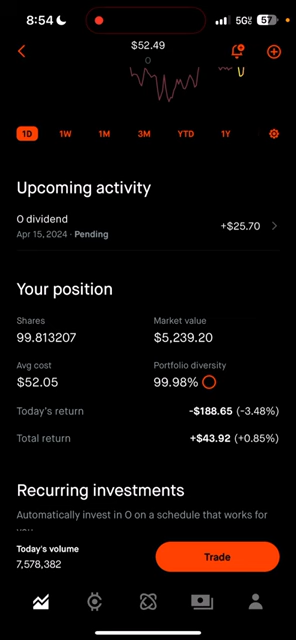 8:54
5G
57
$52.49
O
1D 1W 1M 3M YTD 1Y
Upcoming activity
O dividend
+$25.70
Apr 15, 2024 · Pending
Your position
Shares Market value
99.813207 $5,239.20
Avg cost Portfolio diversity
$52.05 99.98%
Today's return -$188.65 (-3.48%)
Total return +$43.92 (+0.85%)
Recurring investments
Automatically invest in O on a schedule that works for
Today's volume
7,578,382
Trade